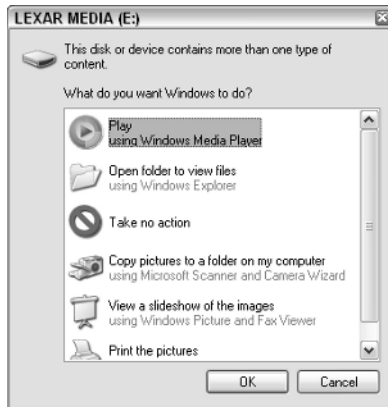 LEXAR MEDIA (E:)
This disk or device contains more than one type of
content.
What do you want Windows to do?
Play
using Windows Media Player
Open folder to view files
using Windows Explorer
Take no action
Copy pictures to a folder on my computer
using Microsoft Scanner and Camera Wizard
View a slideshow of the images
using Windows Picture and Fax Viewer
Print the pictures
OK
Cancel